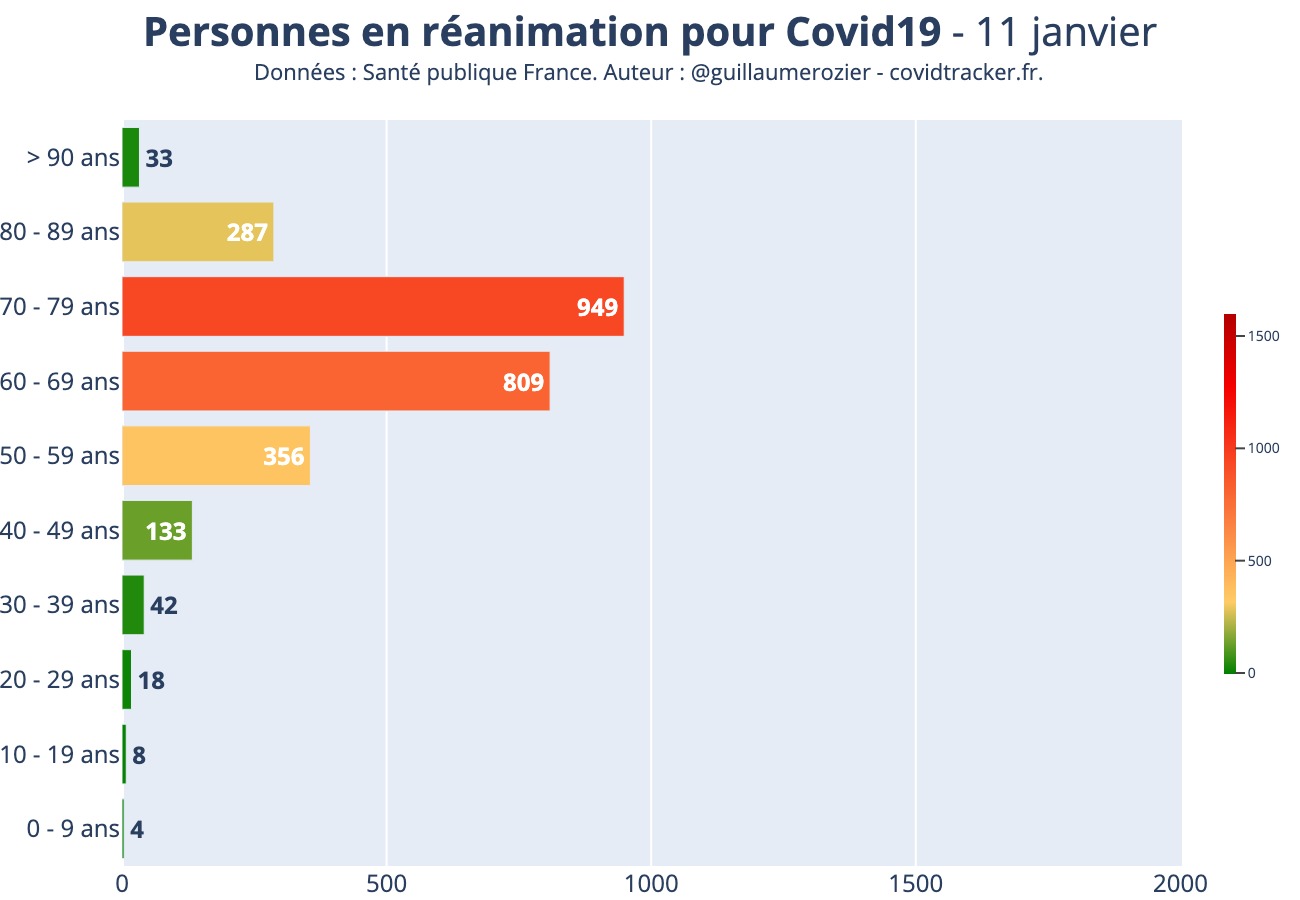 Personnes en réanimation pour Covid19 - 11 janvier
Données : Santé publique France. Auteur : @guillaumerozier - covidtracker.fr.
> 90 ans 33
80 - 89 ans 287
70 - 79 ans 949
60 - 69 ans 809
50 - 59 ans 356
40 - 49 ans 133
30 - 39 ans 42
20 - 29 ans 18
10 - 19 ans 8
0 - 9 ans 4
0 500 1000 1500 2000
1500
1000
500
0